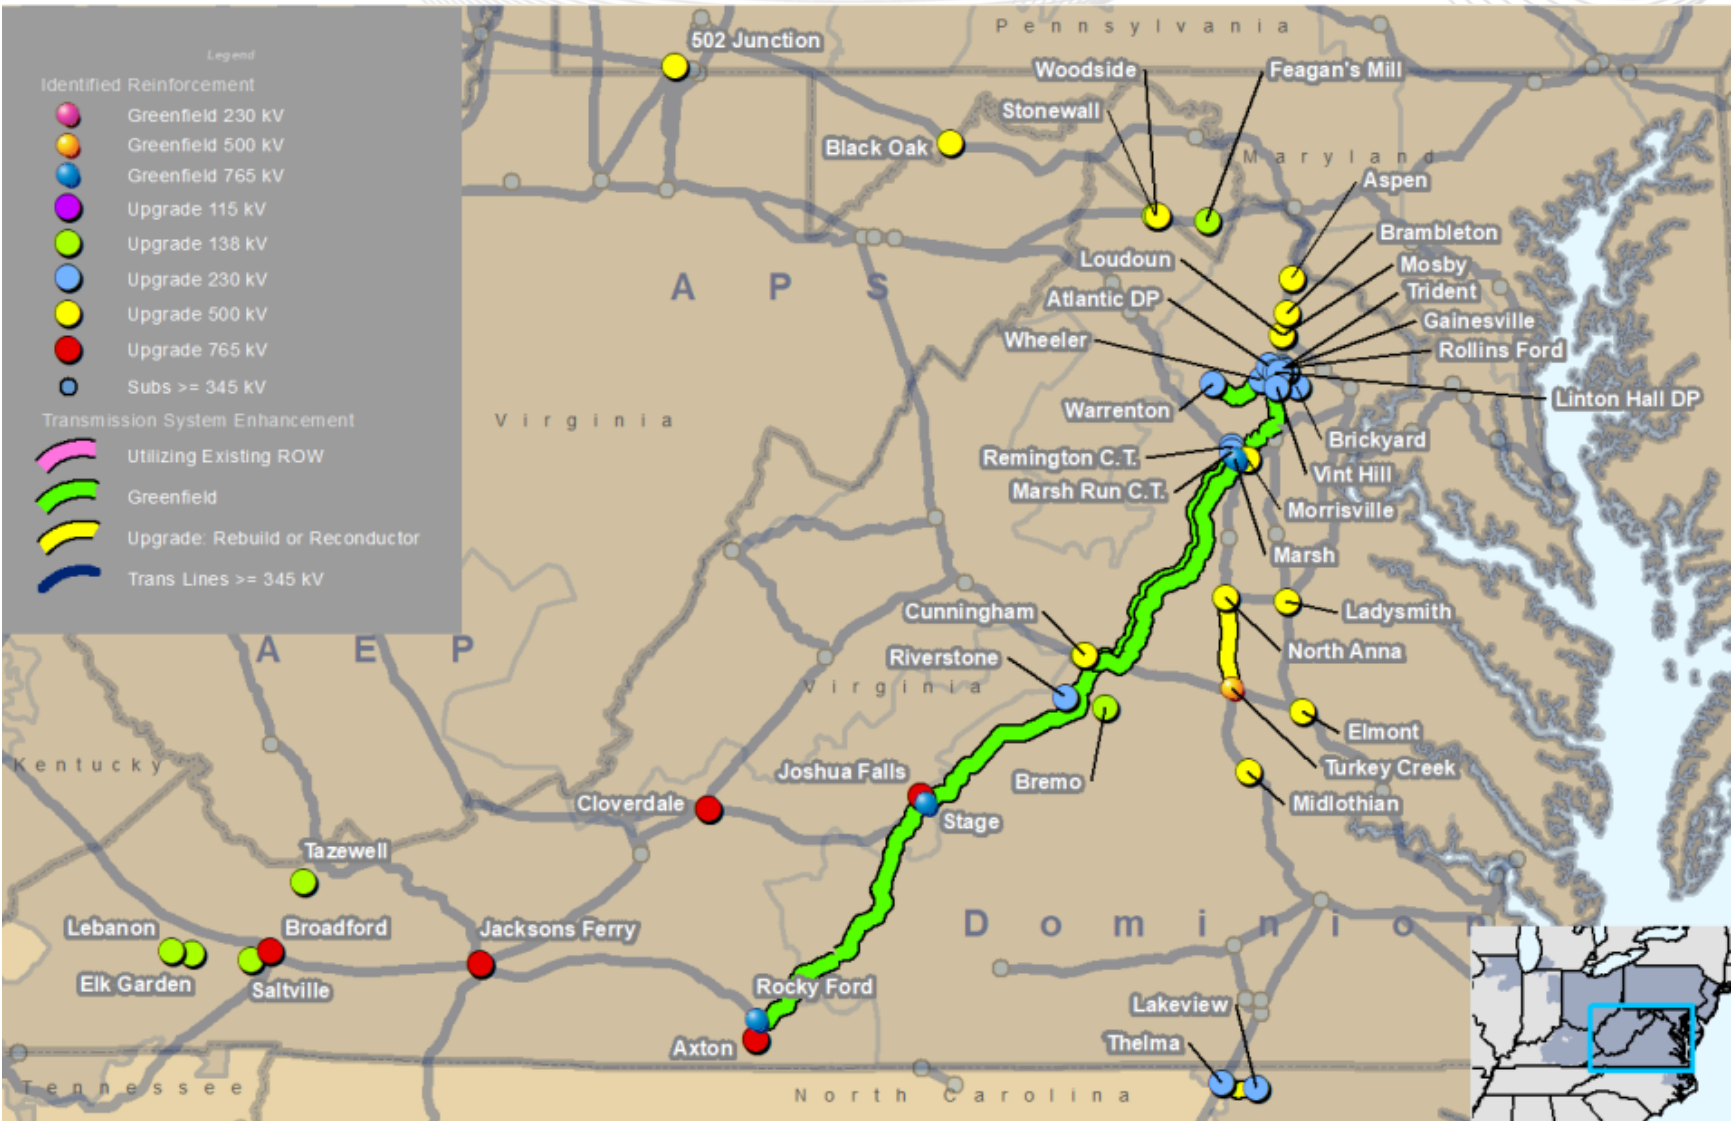 Legend
Identified Reinforcement
Greenfield 230 kV
Greenfield 500 kV
Greenfield 765 kV
Upgrade 115 kV
Upgrade 138 kV
Upgrade 230 kV
Upgrade 500 kV
Upgrade 765 kV
Subs >= 345 kV
Transmission System Enhancement
Utilizing Existing ROW
Greenfield
Upgrade: Rebuild or Reconductor
Trans Lines >= 345 kV
Pennsylvania
502 Junction
Woodside
Feagan's Mill
Stonewall
Black Oak
Maryland
Aspen
Brambleton
Loudoun
Mosby
APS
Trident
Atlantic DP
Gainesville
Wheeler
Rollins Ford
Linton Hall DP
Warrenton
Virginia
Brickyard
Remington C.T.
Vint Hill
Marsh Run C.T.
Morrisville
Marsh
Cunningham
Ladysmith
AEP
Riverstone
North Anna
Virginia
Elmont
Kentucky
Joshua Falls
Bremo
Turkey Creek
Cloverdale
Midlothian
Stage
Tazewell
Lebanon
Broadford
Jacksons Ferry
Dominion
Elk Garden
Saltville
Rocky Ford
Lakeview
Axton
Thelma
Tennessee
North Carolina